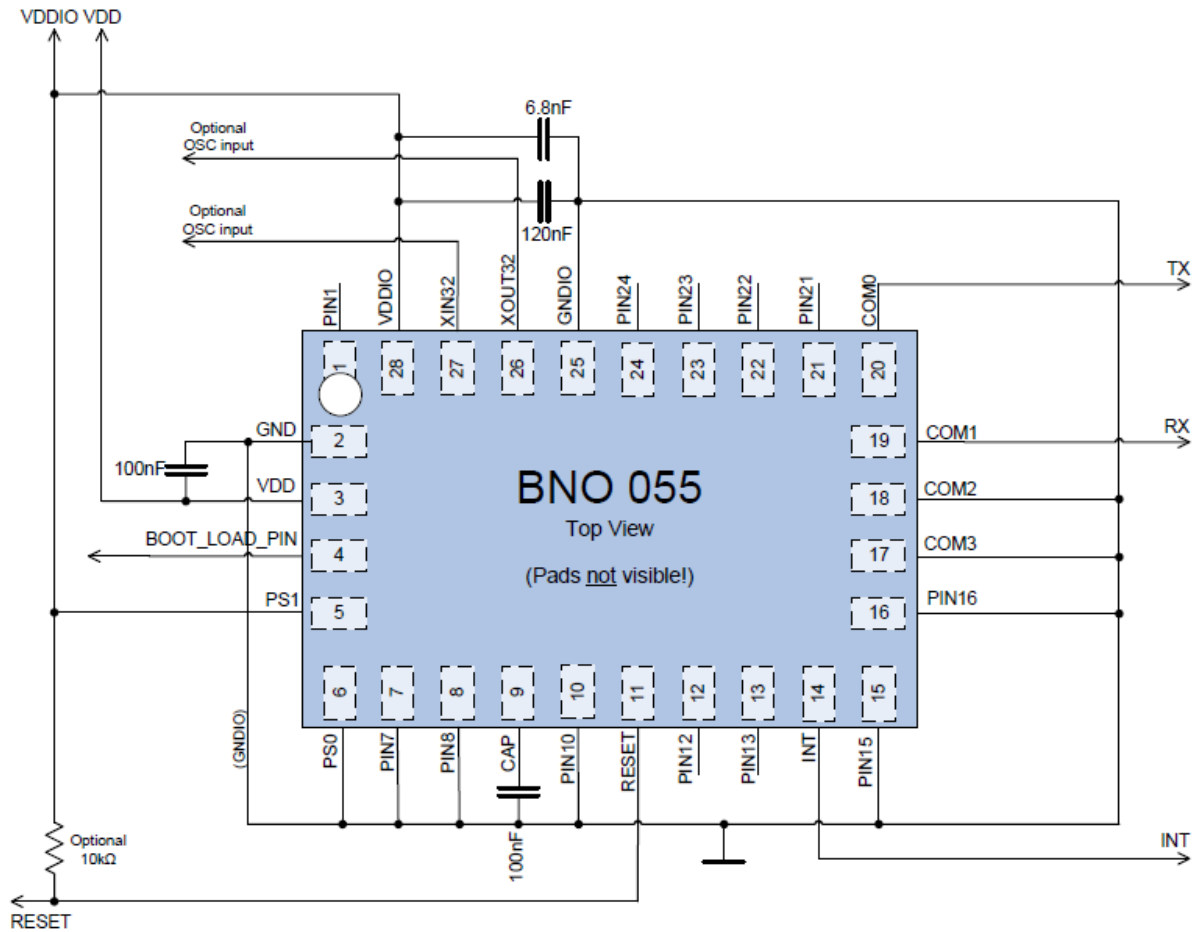 VDDIO VDD
6.8nF
Optional
OSC input
Optional
OSC input
120nF
TX
PIN1
VDDIO
XIN32
XOUT32
GNDIO
PIN24
PIN23
PIN22
PIN21
COM0
1
28
27
26
25
24
23
22
21
20
GND
2
19
COM1
RX
100nF
VDD
3
18
COM2
BOOT_LOAD_PIN
4
17
COM3
PS1
5
16
PIN16
BNO 055
Top View
(Pads not visible!)
6
7
8
9
10
11
12
13
14
15
(GNDIO)
PS0
PIN7
PIN8
CAP
PIN10
RESET
PIN12
PIN13
INT
PIN15
100nF
Optional
10kΩ
INT
RESET